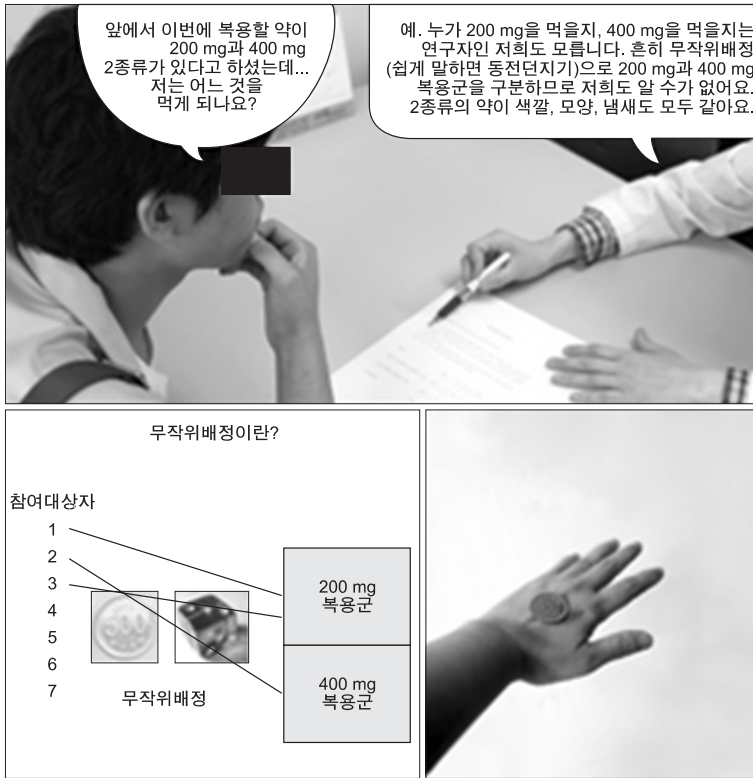 앞에서 이번에 복용할 약이
200 mg과 400 mg
2종류가 있다고 하셨는데...
저는 어느 것을
먹게 되나요?
예. 누가 200 mg을 먹을지, 400 mg을 먹을지는
연구자인 저희도 모릅니다. 흔히 무작위배정
(쉽게 말하면 동전던지기)으로 200 mg과 400 mg
복용군을 구분하므로 저희도 알 수가 없어요.
2종류의 약이 색깔, 모양, 냄새도 모두 같아요.
무작위배정이란?
참여대상자
1
2
3
4
5
6
7
무작위배정
200 mg
복용군
400 mg
복용군